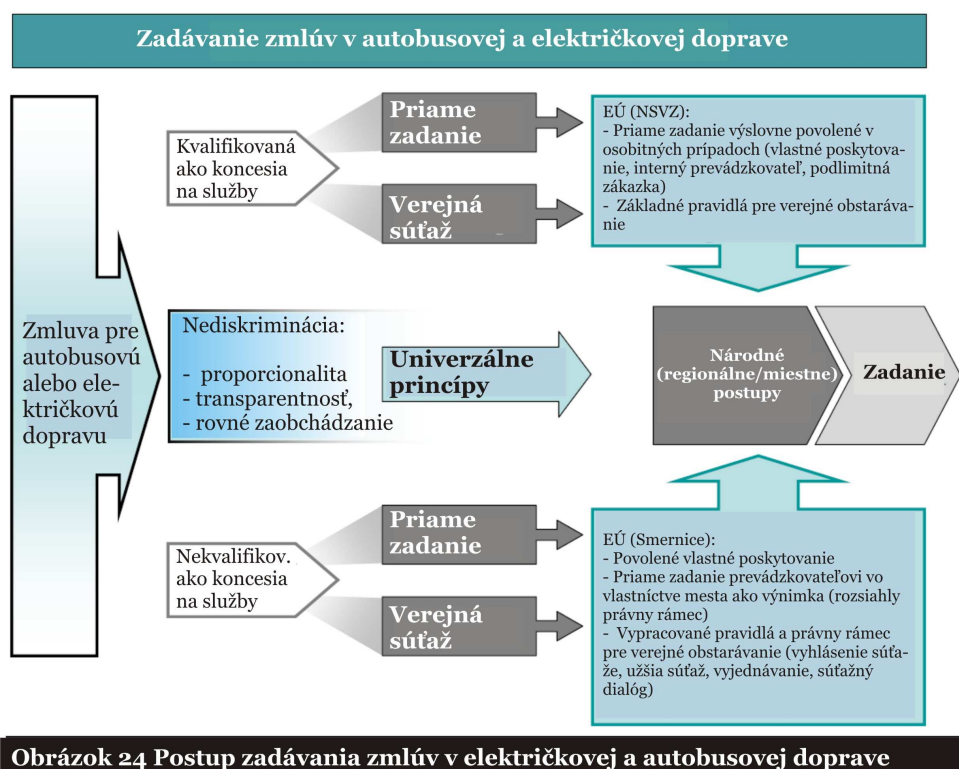 Zadávanie zmlúv v autobusovej a električkovej doprave
Zmluva pre
autobusovú
alebo ele-
ktričkovú
dopravu
Kvalifikovaná
ako koncesia
na služby
Priame
zadanie
Verejná
súťaž
EÚ (NSVZ):
- Priame zadanie výslovne povolené v
osobitných prípadoch (vlastné poskytova-
nie, interný prevádzkovateľ, podlimitná
zákazka)
- Základné pravidlá pre verejné obstaráva-
nie
Nediskriminácia:
- proporcionalita
- transparentnosť,
- rovné zaobchádzanie
Univerzálne
princípy
Národné
(regionálne/miestne)
postupy
Zadanie
Nekvalifikov.
ako koncesia
na služby
Priame
zadanie
Verejná
súťaž
EÚ (Smernice):
- Povolené vlastné poskytovanie
- Priame zadanie prevádzkovateľovi vo
vlastníctve mesta ako výnimka (rozsiahly
právny rámec)
- Vypracované pravidlá a právny rámec
pre verejné obstarávanie (vyhlásenie súťa-
že, užšia súťaž, vyjednávanie, súťažný
dialóg)
Obrázok 24 Postup zadávania zmlúv v električkovej a autobusovej doprave